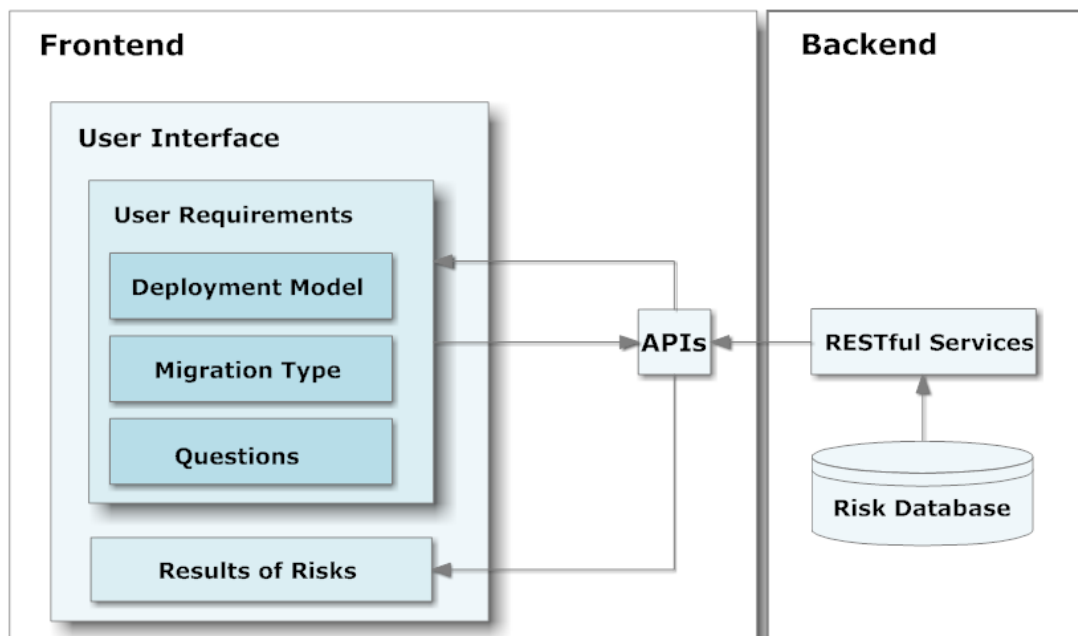 Frontend
Backend
User Interface
User Requirements
Deployment Model
Migration Type
Questions
Results of Risks
APIs
RESTful Services
Risk Database